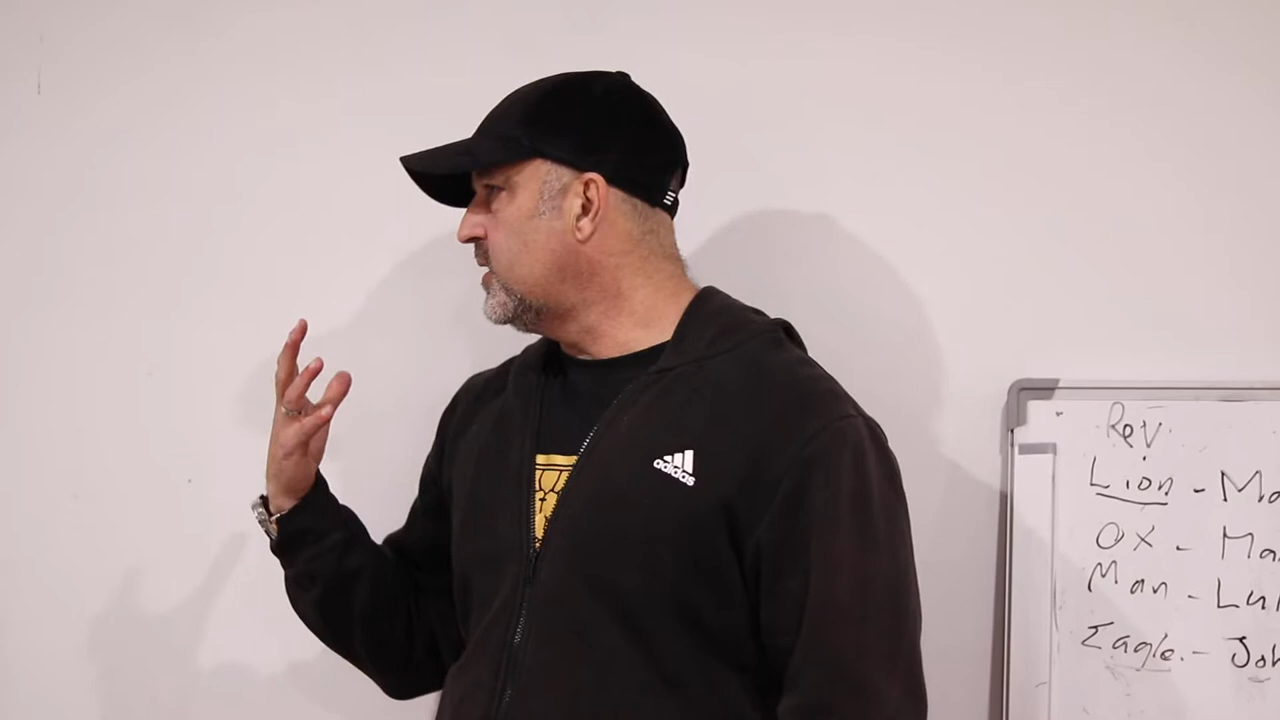 adidas
Rev
Lion - Ma
OX - Ma
Man - Lu
Eagle. - Joh